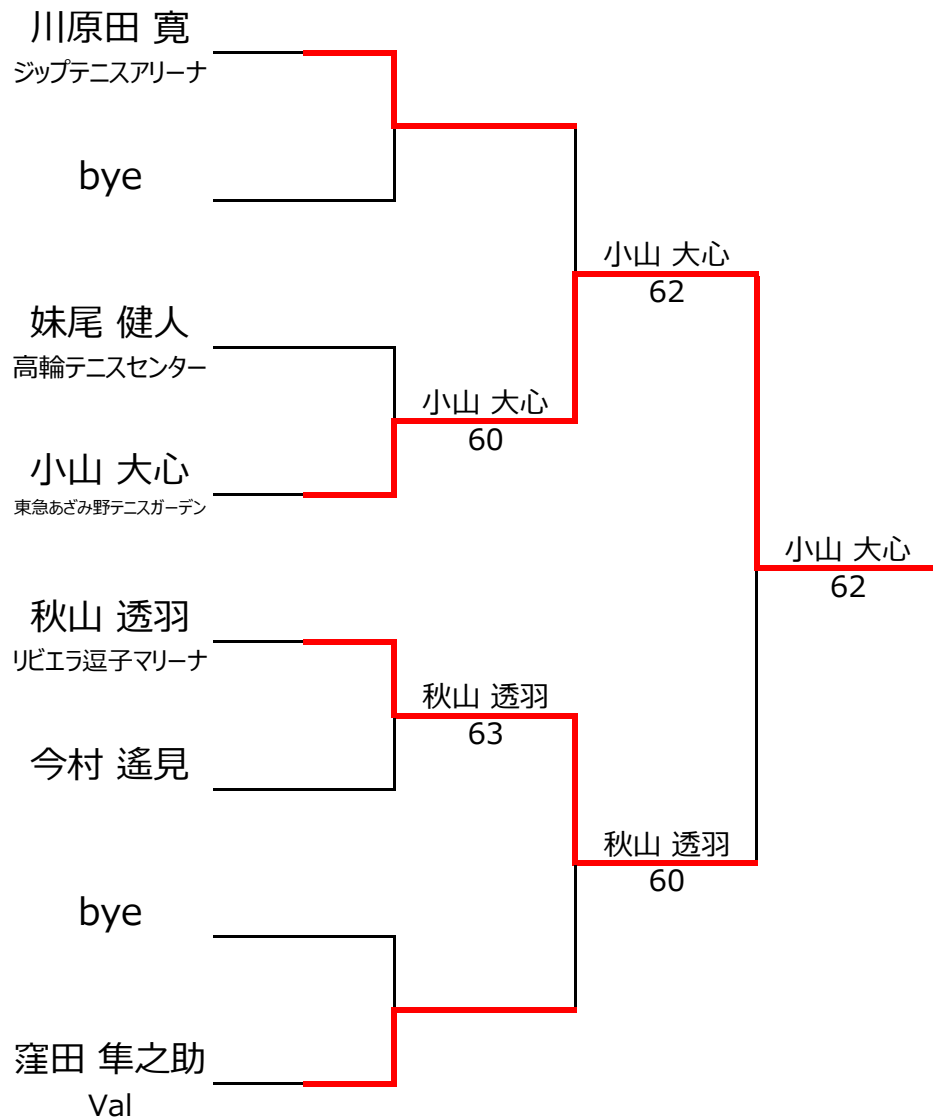 川原田 寛
ジップテニスアリーナ
bye
小山 大心
62
妹尾 健人
高輪テニスセンター
小山 大心
60
小山 大心
東急あざみ野テニスガーデン
小山 大心
62
秋山 透羽
リビエラ逗子マリーナ
秋山 透羽
63
今村 遙見
秋山 透羽
60
bye
窪田 隼之助
Val